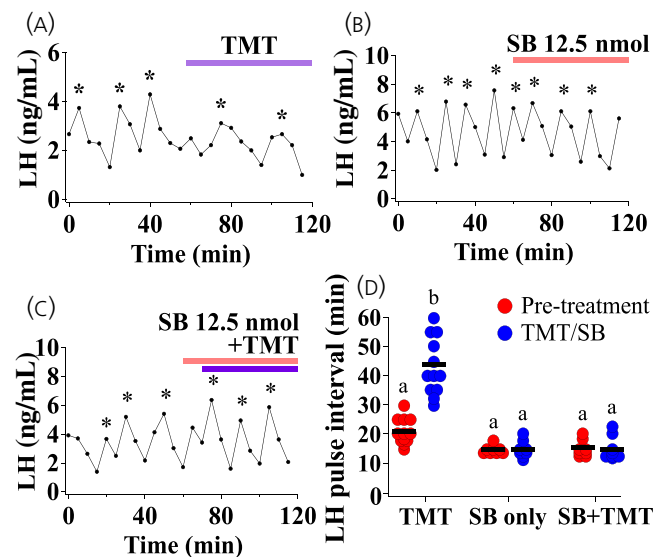 (A)
TMT
LH (ng/mL)
6
4
2
0
* * * * *
0 40 80 120
Time (min)
(B)
SB 12.5 nmol
LH (ng/mL)
10
8
6
4
2
0
* * * * * * * *
0 40 80 120
Time (min)
(C)
SB 12.5 nmol
+TMT
LH (ng/mL)
10
8
6
4
2
0
* * * * * *
0 40 80 120
Time (min)
(D)
Pre-treatment
TMT/SB
LH pulse interval (min)
60
50
40
30
20
10
0
a b a a a a
TMT SB only SB+TMT